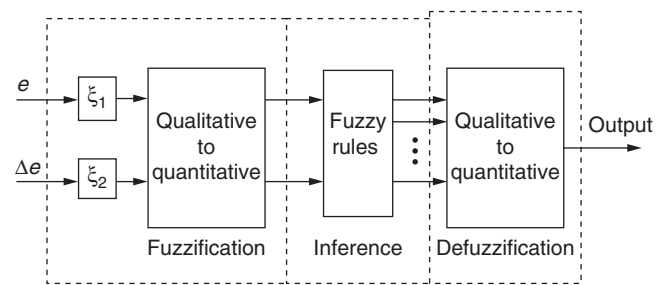 e
ξ1
Δe
ξ2
Qualitative
to
quantitative
Fuzzification
Fuzzy
rules
Inference
Qualitative
to
quantitative
Defuzzification
Output